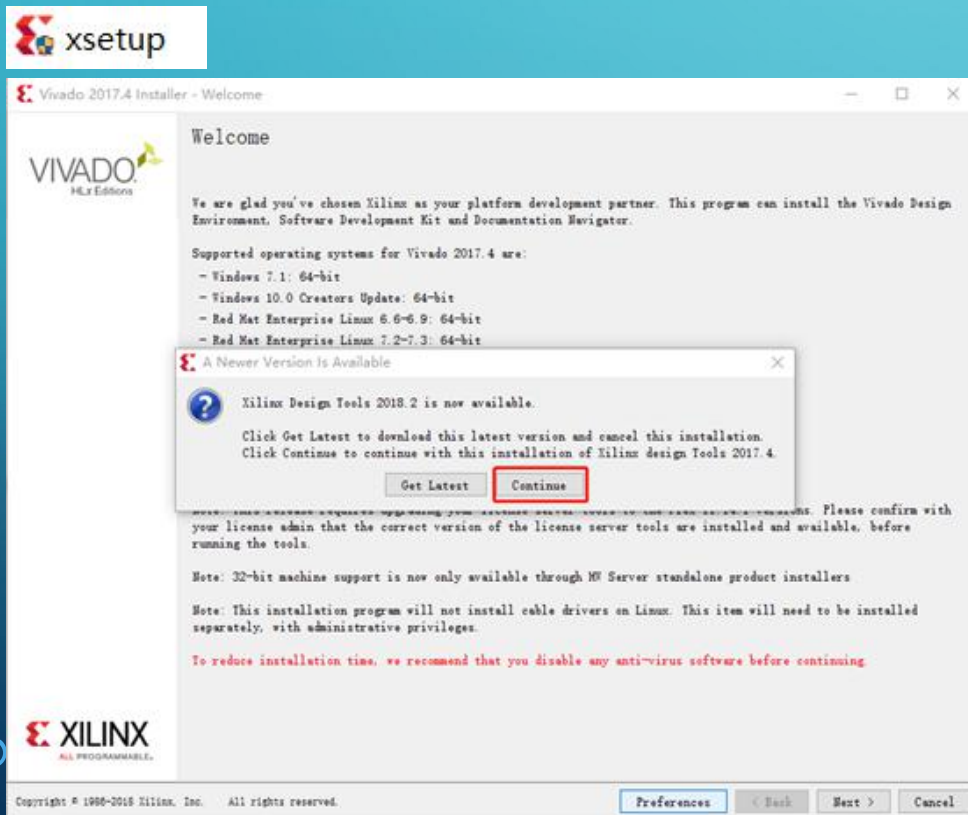 xsetup
Vivado 2017.4 Installer - Welcome
Welcome
VIVADO
HLx Editions
We are glad you've chosen Xilinx as your platform development partner. This program can install the Vivado Design
Environment, Software Development Kit and Documentation Navigator.
Supported operating systems for Vivado 2017.4 are:
- Windows 7.1: 64-bit
- Windows 10.0 Creators Update: 64-bit
- Red Hat Enterprise Linux 6.6-6.9: 64-bit
- Red Hat Enterprise Linux 7.2-7.3: 64-bit
A Newer Version Is Available
Xilinx Design Tools 2018.2 is now available.
Click Get Latest to download this latest version and cancel this installation.
Click Continue to continue with this installation of Xilinx design Tools 2017.4.
Get Latest Continue
Please confirm with
your license admin that the correct version of the license server tools are installed and available, before
running the tools.
Note: 32-bit machine support is now only available through HW Server standalone product installers
Note: This installation program will not install cable drivers on Linux. This item will need to be installed
separately, with administrative privileges.
To reduce installation time, we recommend that you disable any anti-virus software before continuing.
XILINX
ALL PROGRAMMABLE.
Copyright © 1986-2018 Xilinx, Inc. All rights reserved.
Preferences < Back Next > Cancel